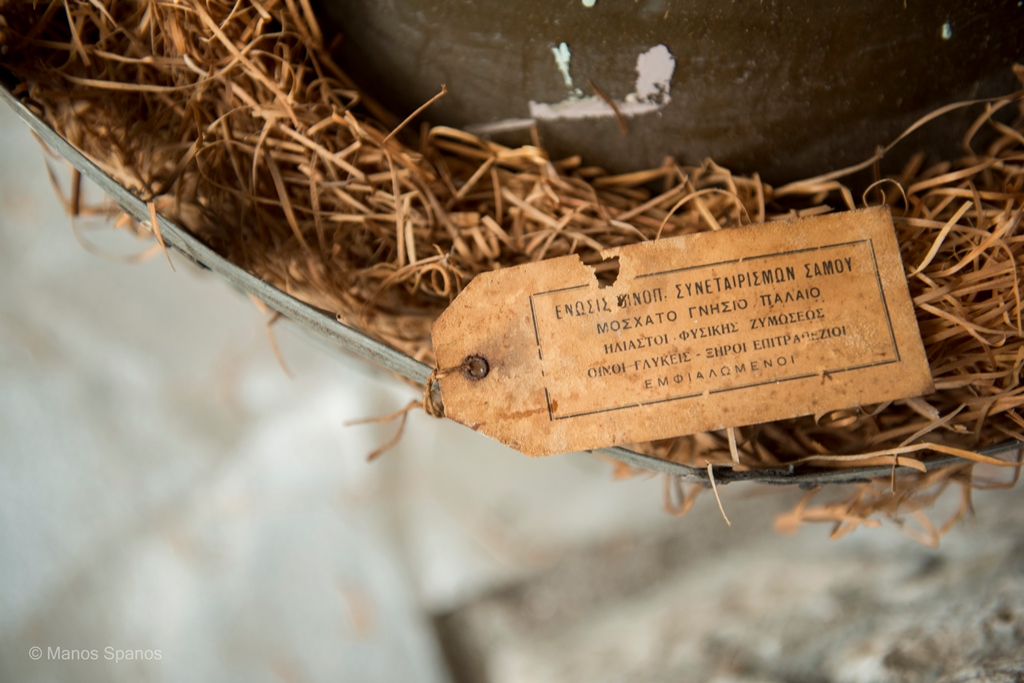 ΕΝΩΣΙΣ ΟΙΝΟΠ. ΣΥΝΕΤΑΙΡΙΣΜΩΝ ΣΑΜΟΥ
ΜΟΣΧΑΤΟ ΓΝΗΣΙΟ ΠΑΛΑΙΟ
ΗΛΙΑΣΤΟΙ ΦΥΣΙΚΗΣ ΖΥΜΩΣΕΩΣ
ΟΙΝΟΙ ΓΛΥΚΕΙΣ - ΞΗΡΟΙ ΕΠΙΤΡΑΠΕΖΙΟΙ
ΕΜΦΙΑΛΩΜΕΝΟΙ
© Manos Spanos